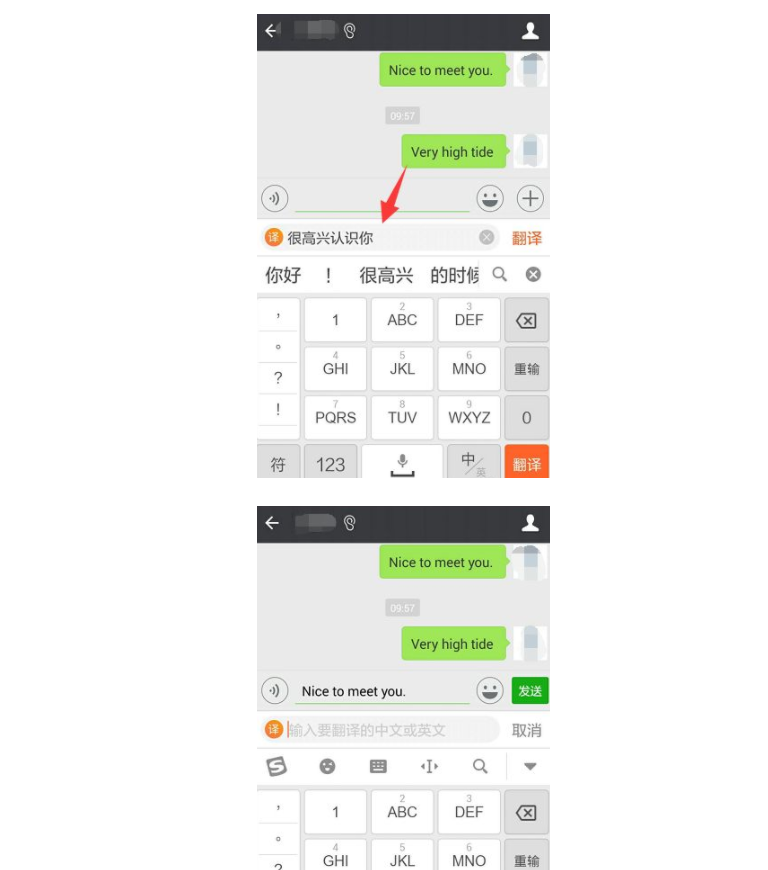 Nice to meet you.
09:57
Very high tide
译 很高兴认识你 翻译
你好 ！ 很高兴 的时候
, 1 2 ABC 3 DEF
。
4 GHI 5 JKL 6 MNO 重输
?
! 7 PQRS 8 TUV 9 WXYZ 0
符 123 中/英 翻译
Nice to meet you.
09:57
Very high tide
Nice to meet you. 发送
译 输入要翻译的中文或英文 取消
, 1 2 ABC 3 DEF
。
4 GHI 5 JKL 6 MNO 重输
?